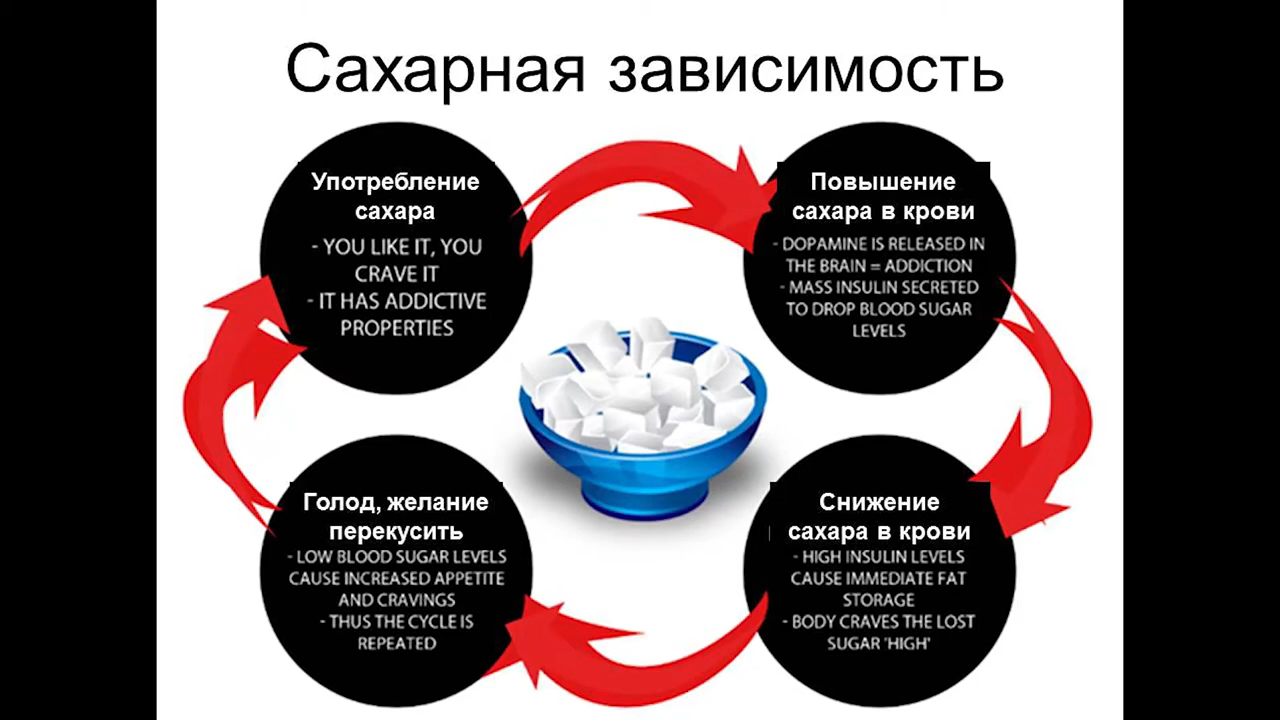 Сахарная зависимость
Употребление
сахара
- YOU LIKE IT, YOU
CRAVE IT
- IT HAS ADDICTIVE
PROPERTIES
Повышение
сахара в крови
- DOPAMINE IS RELEASED IN
THE BRAIN = ADDICTION
- MASS INSULIN SECRETED
TO DROP BLOOD SUGAR
LEVELS
Снижение
сахара в крови
- HIGH INSULIN LEVELS
CAUSE IMMEDIATE FAT
STORAGE
- BODY CRAVES THE LOST
SUGAR 'HIGH'
Голод, желание
перекусить
- LOW BLOOD SUGAR LEVELS
CAUSE INCREASED APPETITE
AND CRAVINGS
- THUS THE CYCLE IS
REPEATED